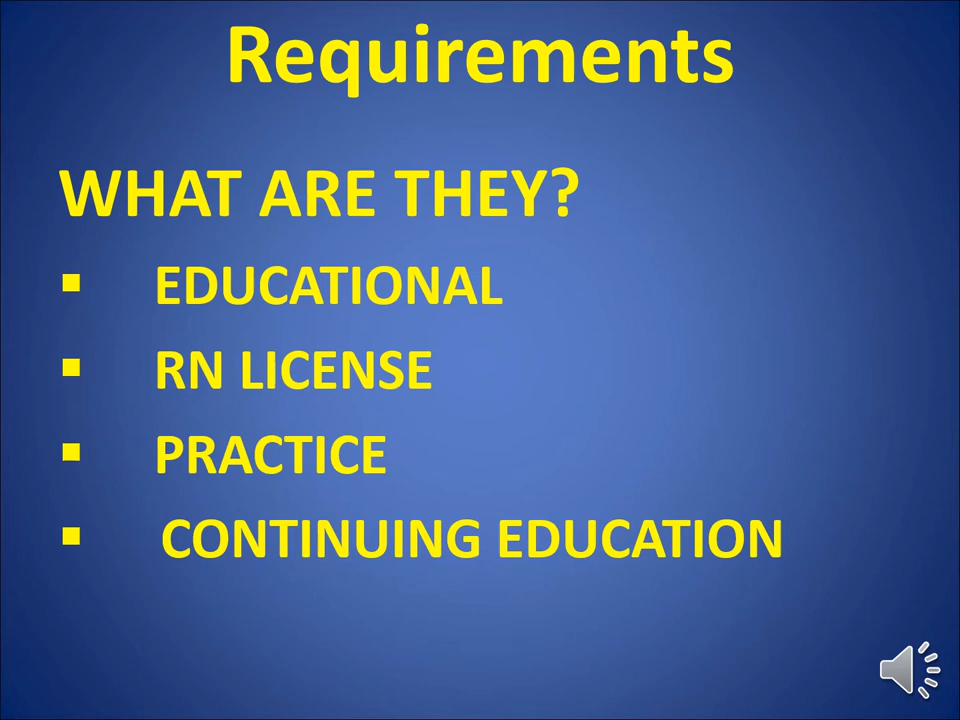 Requirements
WHAT ARE THEY?
▪ EDUCATIONAL
▪ RN LICENSE
▪ PRACTICE
▪ CONTINUING EDUCATION